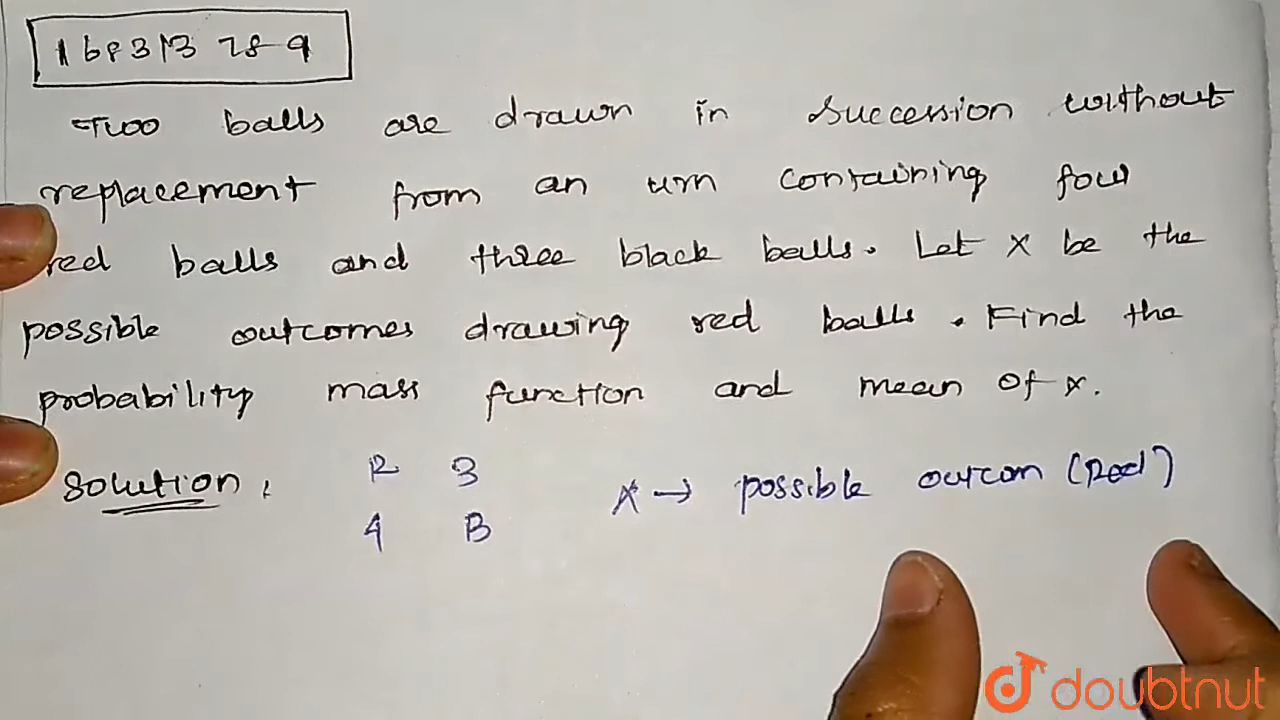 168313 789
Two balls are drawn in succession without
replacement from an urn containing four
red balls and three black balls. Let X be the
possible outcomes drawing red balls. Find the
probability mass function and mean of X.
Solution:
R 3
4 B
X → possible outcom (Red)
doubtnut